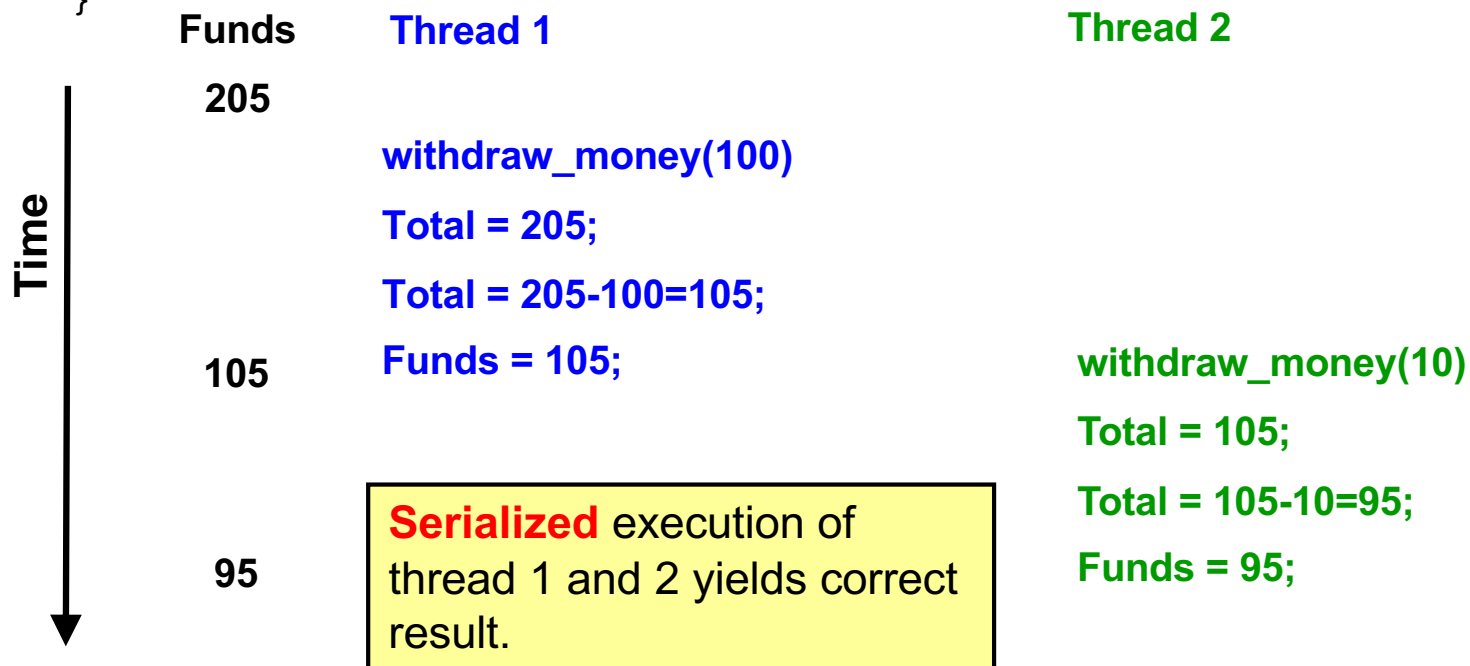 }
Funds Thread 1 Thread 2
205
withdraw_money(100)
Total = 205;
Total = 205-100=105;
105 Funds = 105; withdraw_money(10)
Total = 105;
Total = 105-10=95;
95 Funds = 95;
Serialized execution of
thread 1 and 2 yields correct
result.
Time